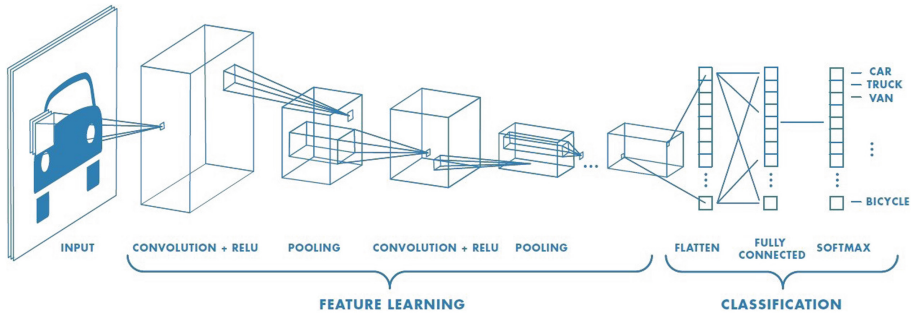 CAR
TRUCK
VAN
BICYCLE
INPUT
CONVOLUTION + RELU
POOLING
CONVOLUTION + RELU
POOLING
FLATTEN
FULLY
CONNECTED
SOFTMAX
FEATURE LEARNING
CLASSIFICATION